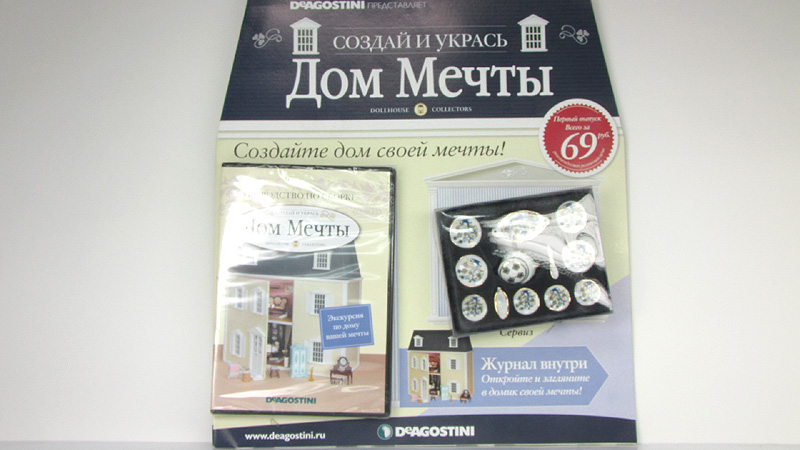 DeAGOSTINI ПРЕДСТАВЛЯЕТ
СОЗДАЙ И УКРАСЬ
Дом Мечты
DOLLHOUSE COLLECTORS
Первый выпуск
Всего за
69 руб.
Создайте дом своей мечты!
Дом Мечты
Экскурсия
по дому
вашей мечты
DeAGOSTINI
Сервиз
Журнал внутри
Откройте и загляните
в домик своей мечты!
www.deagostini.ru
DeAGOSTINI